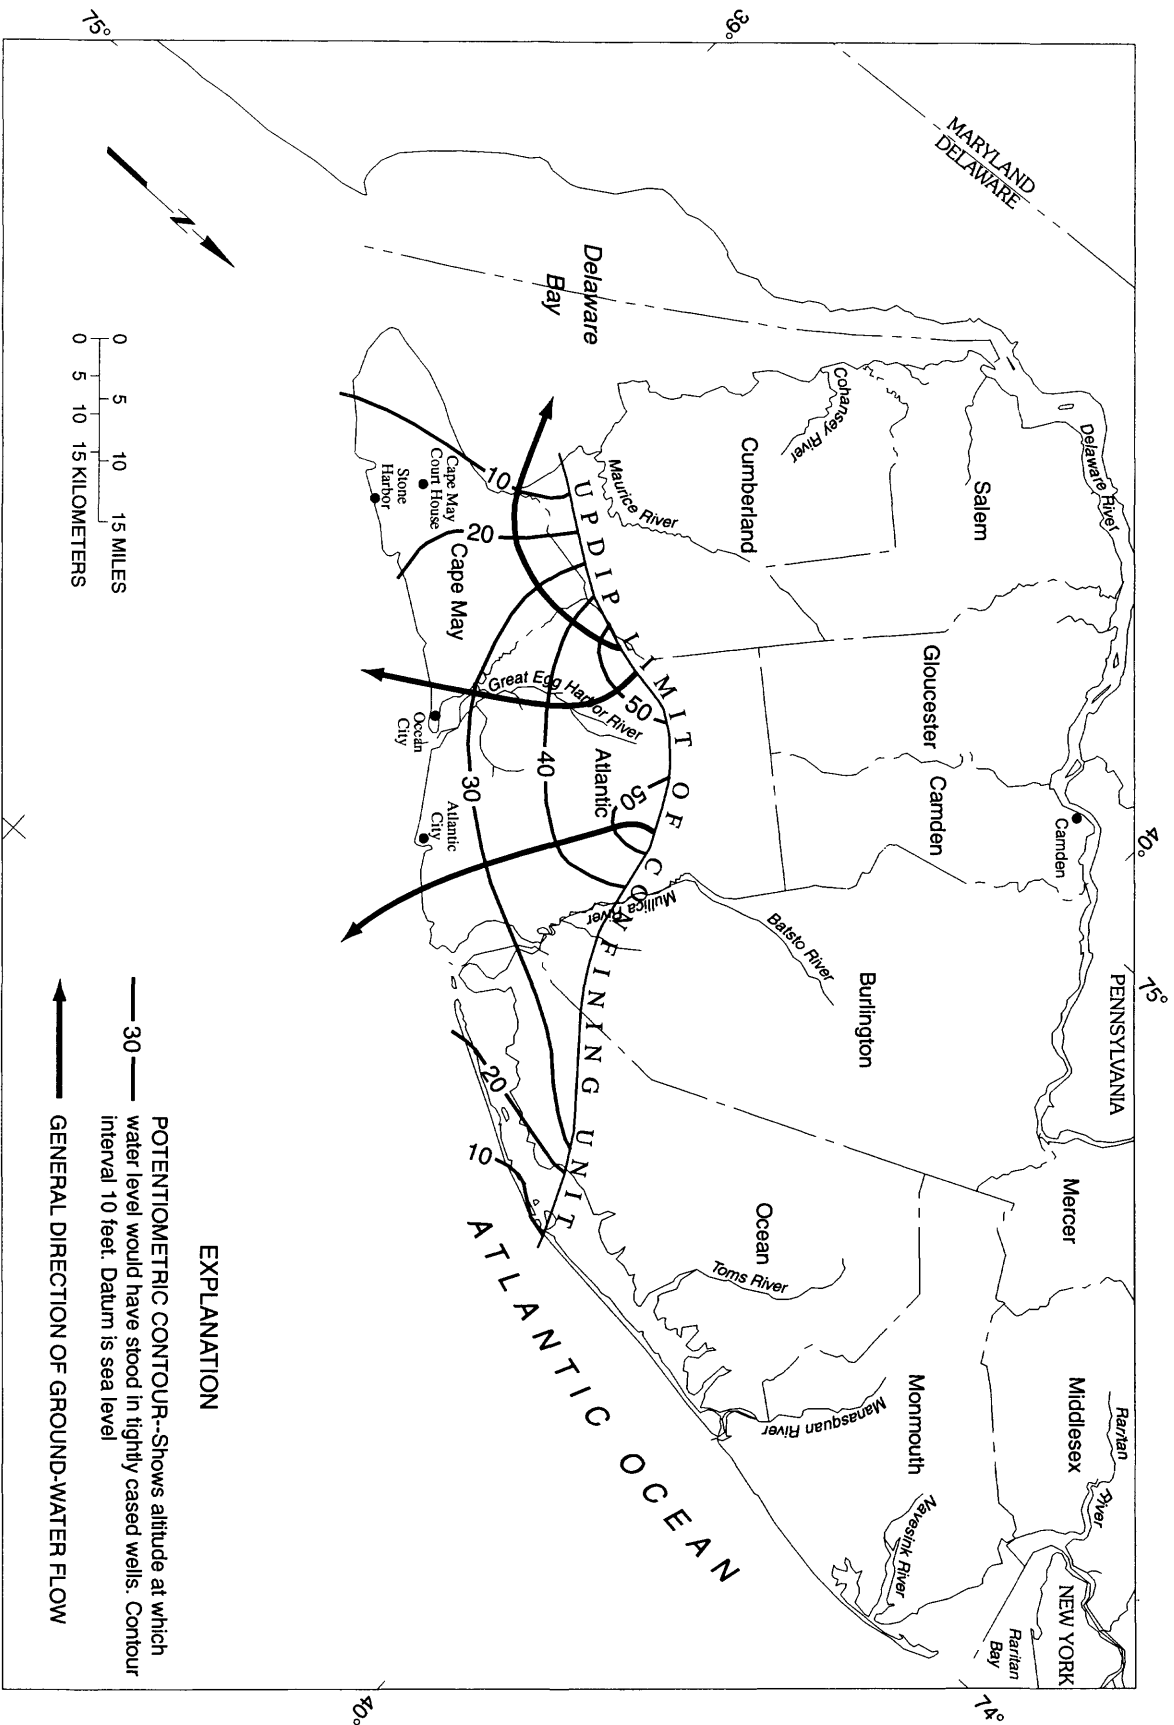 75°
39°
40°
75°
MARYLAND
DELAWARE
N
Delaware
Bay
Cohansey River
Delaware River
Salem
Cumberland
Maurice River
Gloucester
Camden
Camden
PENNSYLVANIA
Burlington
Batsto River
Mullica
River
Mercer
Middlesex
Raritan
River
NEW YORK
Raritan
Bay
Monmouth
Navesink River
Manasquan River
Ocean
Toms River
UPDIP LIMIT OF CONFINING UNIT
10
20
Cape May
Court House
Stone
Harbor
Cape May
Great Egg Harbor River
50
50
Atlantic
40
30
Ocean
City
Atlantic
City
20
10
ATLANTIC OCEAN
0 5 10 15 MILES
0 5 10 15 KILOMETERS
40°
74°
EXPLANATION
30
POTENTIOMETRIC CONTOUR--Shows altitude at which
water level would have stood in tightly cased wells. Contour
interval 10 feet. Datum is sea level
GENERAL DIRECTION OF GROUND-WATER FLOW